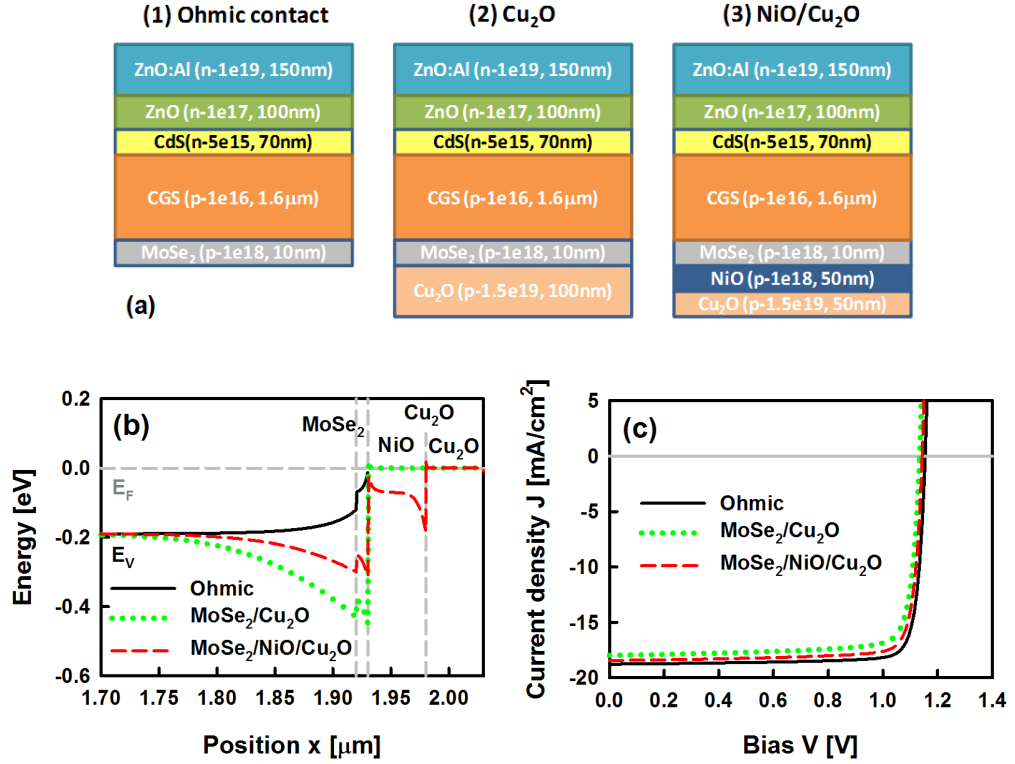 (1) Ohmic contact
(2) Cu₂O
(3) NiO/Cu₂O
ZnO:Al (n-1e19, 150nm)
ZnO (n-1e17, 100nm)
CdS(n-5e15, 70nm)
CGS (p-1e16, 1.6μm)
MoSe₂ (p-1e18, 10nm)
ZnO:Al (n-1e19, 150nm)
ZnO (n-1e17, 100nm)
CdS(n-5e15, 70nm)
CGS (p-1e16, 1.6μm)
MoSe₂ (p-1e18, 10nm)
Cu₂O (p-1.5e19, 100nm)
ZnO:Al (n-1e19, 150nm)
ZnO (n-1e17, 100nm)
CdS(n-5e15, 70nm)
CGS (p-1e16, 1.6μm)
MoSe₂ (p-1e18, 10nm)
NiO (p-1e18, 50nm)
Cu₂O (p-1.5e19, 50nm)
(a)
(b)
Energy [eV]
0.2
0.0
-0.2
-0.4
-0.6
MoSe₂
NiO
Cu₂O
Cu₂O
E_F
E_V
Ohmic
MoSe₂/Cu₂O
MoSe₂/NiO/Cu₂O
1.70 1.75 1.80 1.85 1.90 1.95 2.00
Position x [μm]
(c)
Current density J [mA/cm²]
5
0
-5
-10
-15
-20
Ohmic
MoSe₂/Cu₂O
MoSe₂/NiO/Cu₂O
0.0 0.2 0.4 0.6 0.8 1.0 1.2 1.4
Bias V [V]